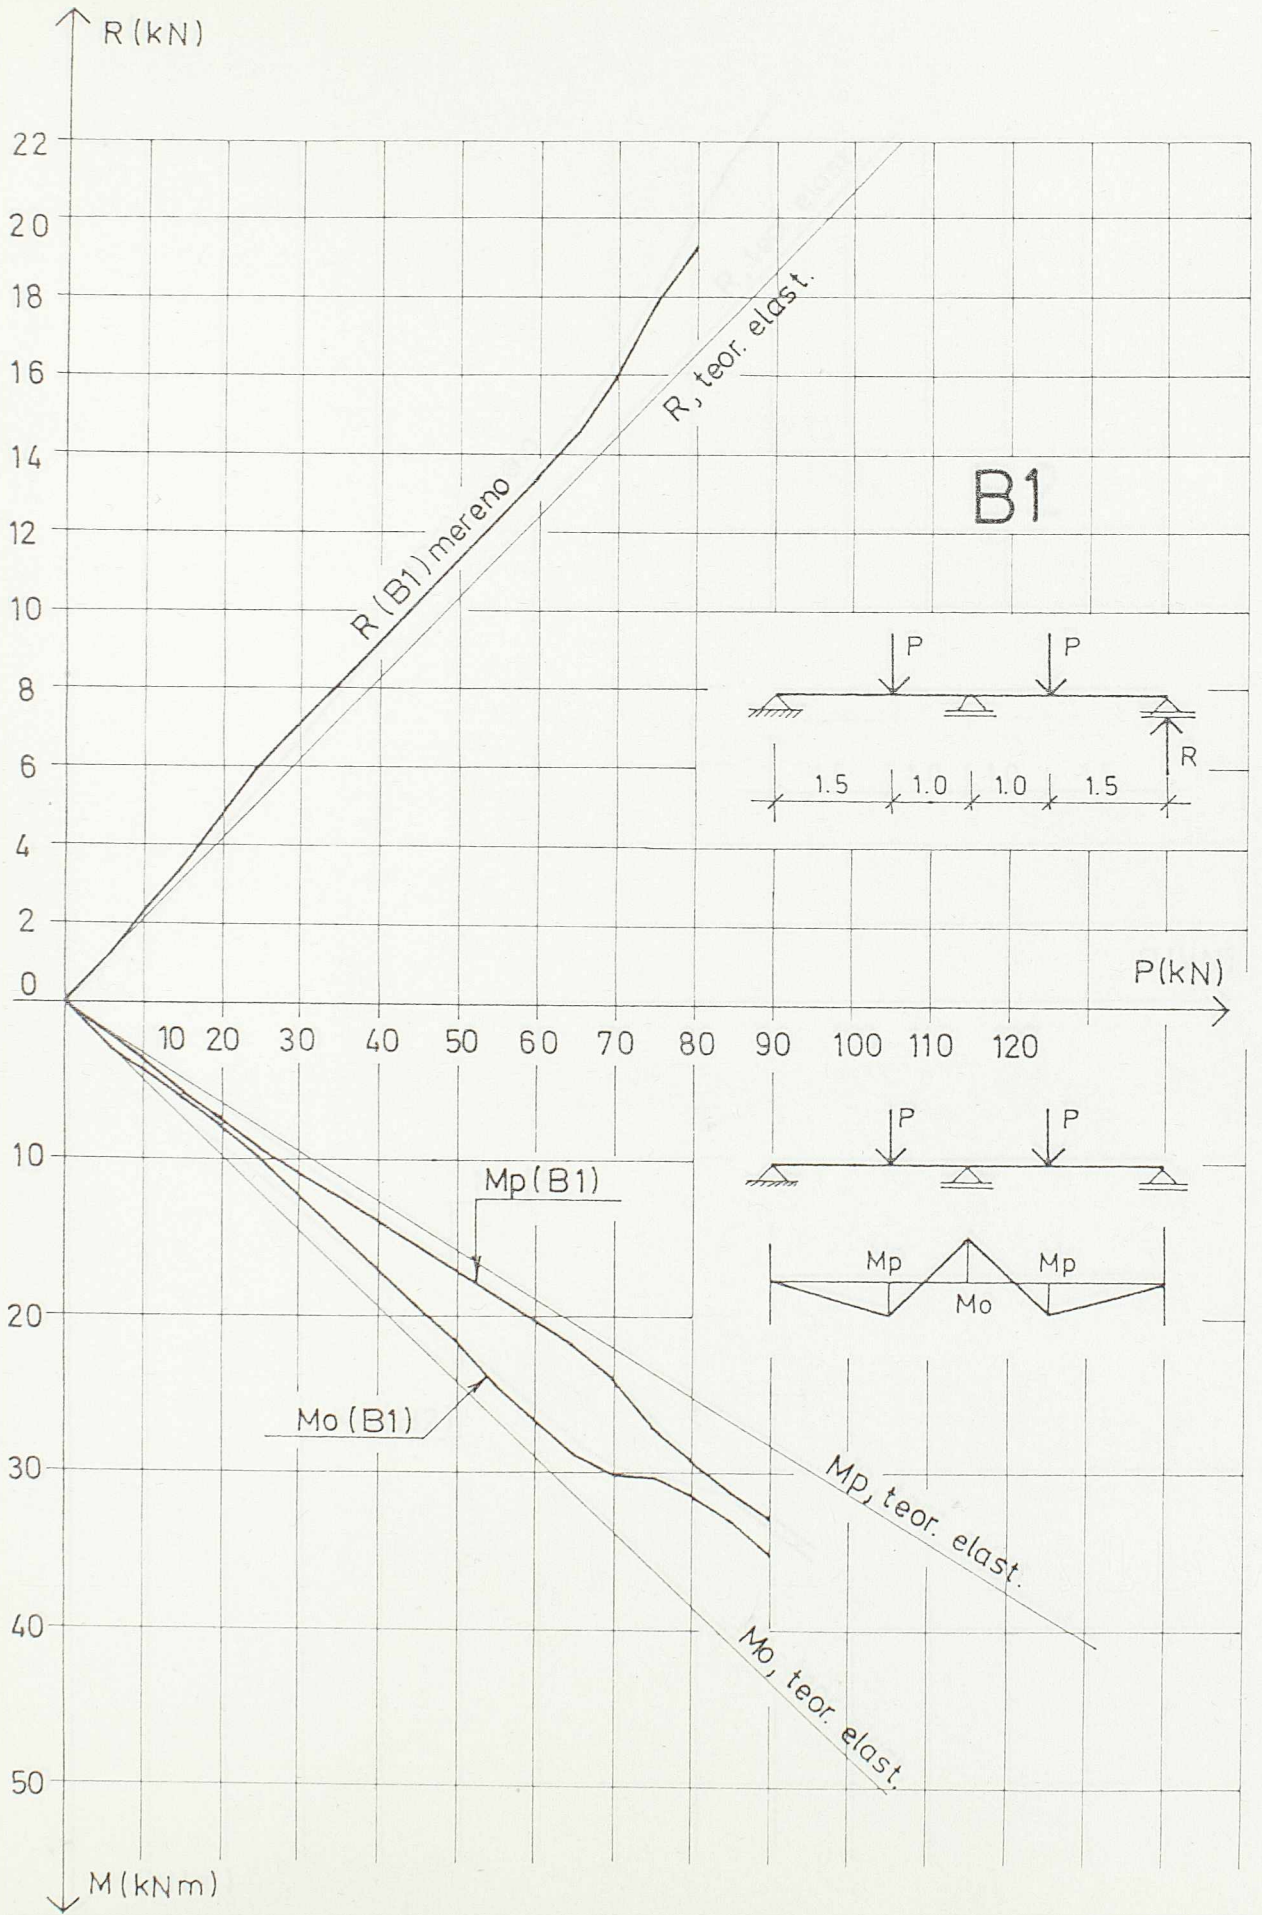 R (kN)
22
20
18
16
14
12
10
8
6
4
2
0
R, teor. elast.
R (B1) mereno
B1
P
P
R
1.5
1.0
1.0
1.5
P(kN)
10 20 30 40 50 60 70 80 90 100 110 120
10
20
30
40
50
Mp (B1)
Mo (B1)
P
P
Mp
Mp
Mo
Mp, teor. elast.
Mo, teor. elast.
M (kNm)